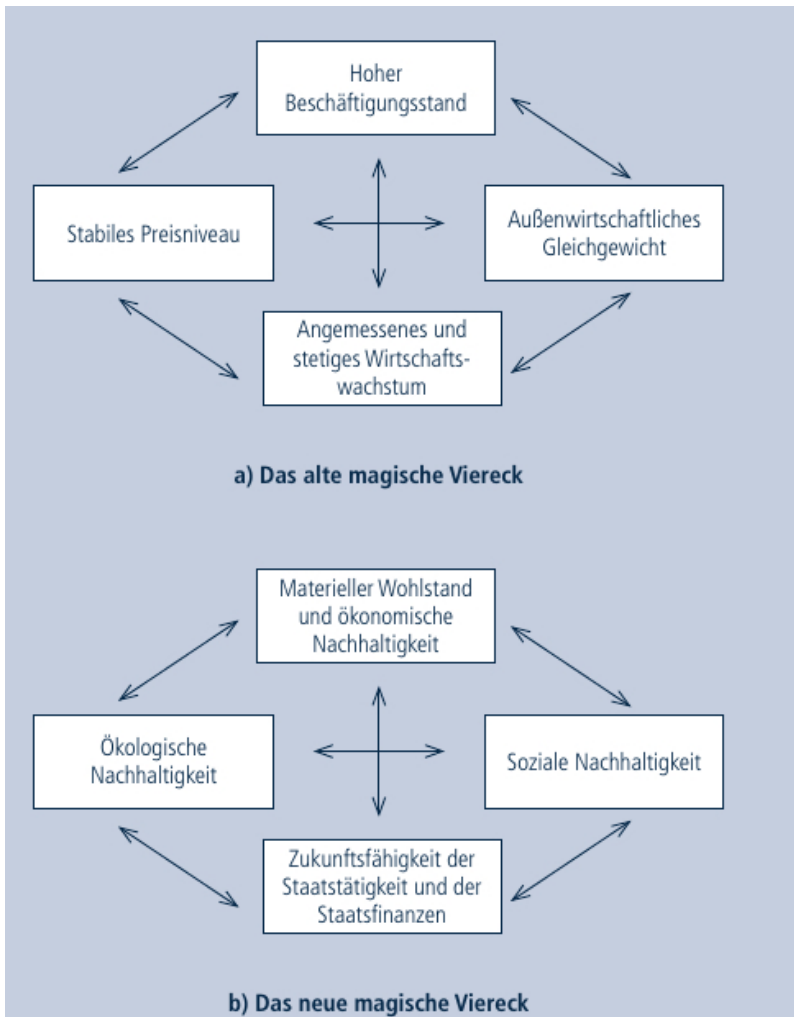 Hoher
Beschäftigungsstand
Stabiles Preisniveau
Außenwirtschaftliches
Gleichgewicht
Angemessenes und
stetiges Wirtschafts-
wachstum
a) Das alte magische Viereck
Materieller Wohlstand
und ökonomische
Nachhaltigkeit
Ökologische
Nachhaltigkeit
Soziale Nachhaltigkeit
Zukunftsfähigkeit der
Staatstätigkeit und der
Staatsfinanzen
b) Das neue magische Viereck